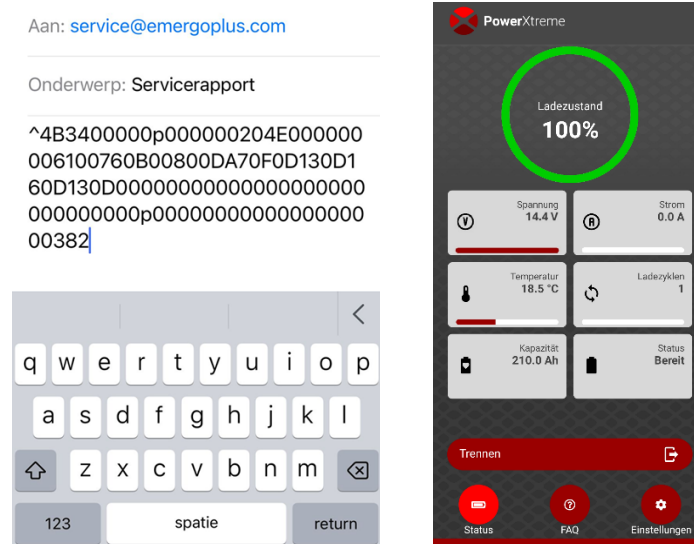 Aan: service@emergoplus.com
Onderwerp: Servicerapport
^4B3400000p000000204E000000
006100760B00800DA70F0D130D1
60D130D00000000000000000000
000000000p00000000000000000
00382
q w e r t y u i o p
a s d f g h j k l
z x c v b n m
123 spatie return
PowerXtreme
Ladezustand
100%
Spannung
14.4 V
Strom
0.0 A
Temperatur
18.5 °C
Ladezyklen
1
Kapazität
210.0 Ah
Status
Bereit
Trennen
Status FAQ Einstellungen